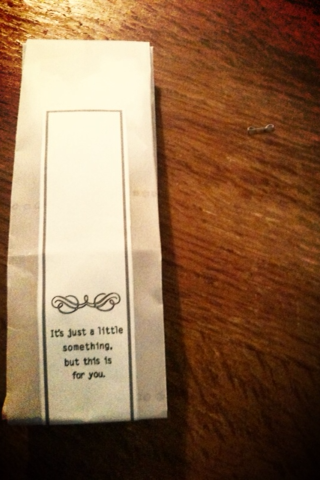 It's just a little
something,
but this is
for you.